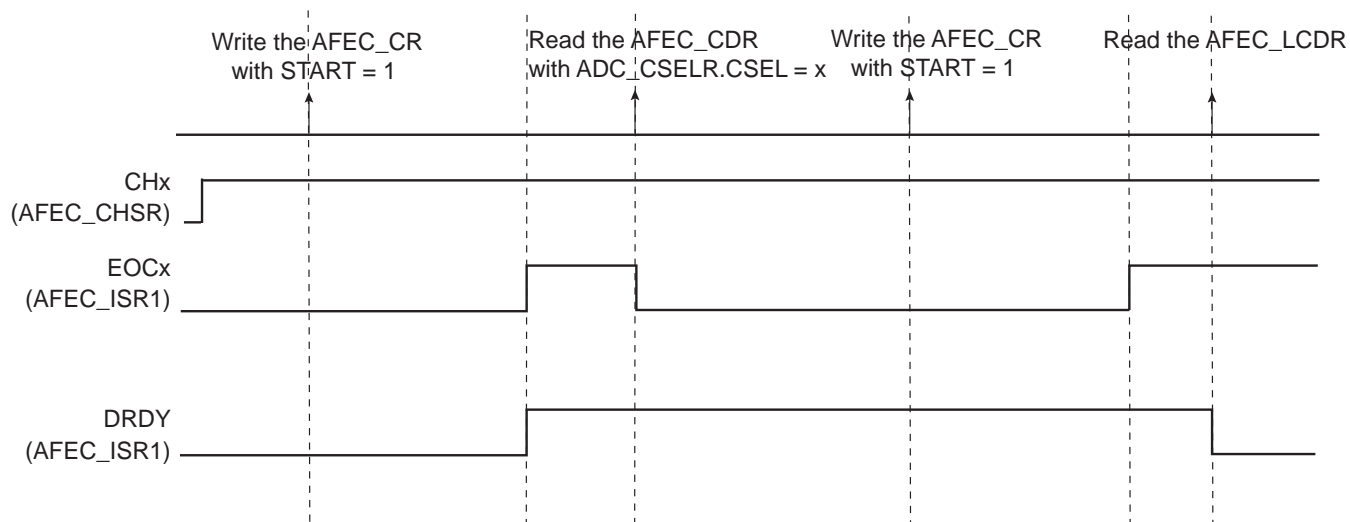 Write the AFEC_CR
with START = 1
Read the AFEC_CDR
with ADC_CSELR.CSEL = x
Write the AFEC_CR
with START = 1
Read the AFEC_LCDR
CHx
(AFEC_CHSR)
EOCx
(AFEC_ISR1)
DRDY
(AFEC_ISR1)